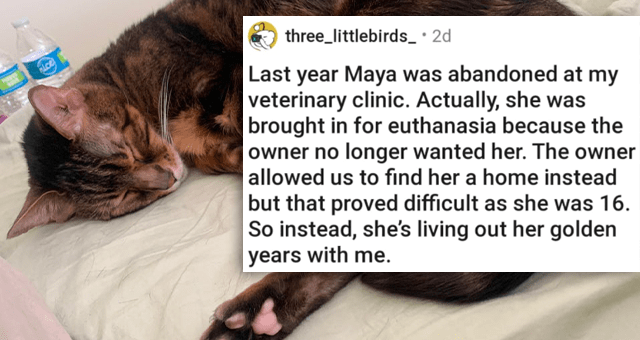 three_littlebirds_ · 2d
Last year Maya was abandoned at my
veterinary clinic. Actually, she was
brought in for euthanasia because the
owner no longer wanted her. The owner
allowed us to find her a home instead
but that proved difficult as she was 16.
So instead, she's living out her golden
years with me.